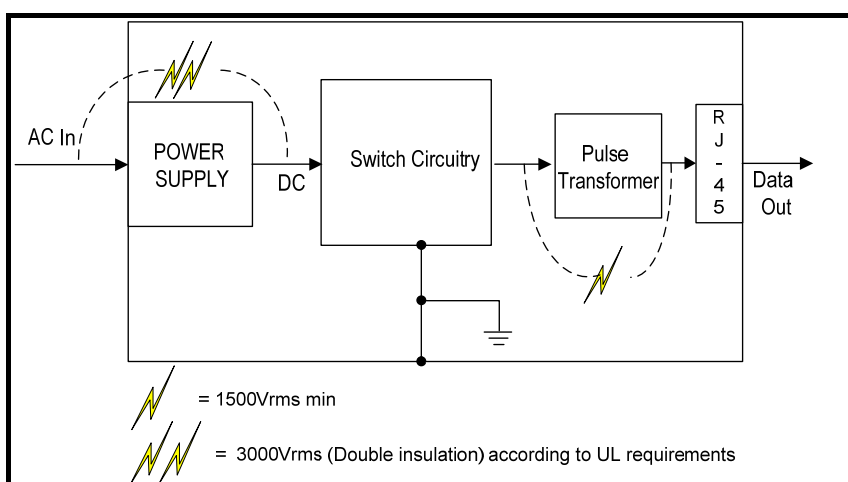 AC In
POWER
SUPPLY
DC
Switch Circuitry
Pulse
Transformer
R
J
-
4
5
Data
Out
= 1500Vrms min
= 3000Vrms (Double insulation) according to UL requirements